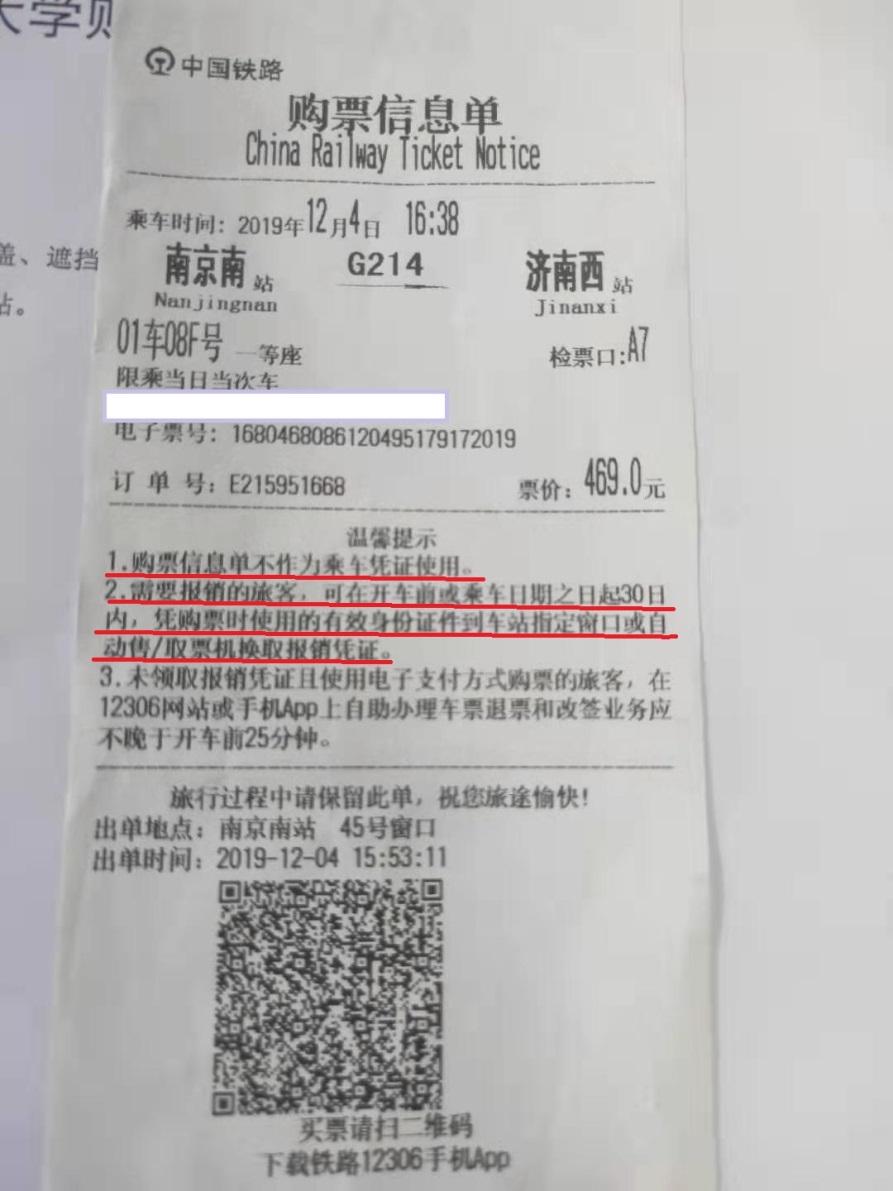 大学财
盖、遮挡
站。
中国铁路
购票信息单
China Railway Ticket Notice
乘车时间: 2019年12月4日 16:38
南京南站 G214 济南西站
Nanjingnan Jinanxi
01车08F号 一等座 检票口:A7
限乘当日当次车
电子票号: 1680468086120495179172019
订 单 号: E215951668 票价: 469.0元
温馨提示
1.购票信息单不作为乘车凭证使用。
2.需要报销的旅客，可在开车前或乘车日期之日起30日
内，凭购票时使用的有效身份证件到车站指定窗口或自
动售/取票机换取报销凭证。
3.未领取报销凭证且使用电子支付方式购票的旅客，在
12306网站或手机App上自助办理车票退票和改签业务应
不晚于开车前25分钟。
旅行过程中请保留此单，祝您旅途愉快!
出单地点: 南京南站 45号窗口
出单时间: 2019-12-04 15:53:11
买票请扫二维码
下载铁路12306手机App